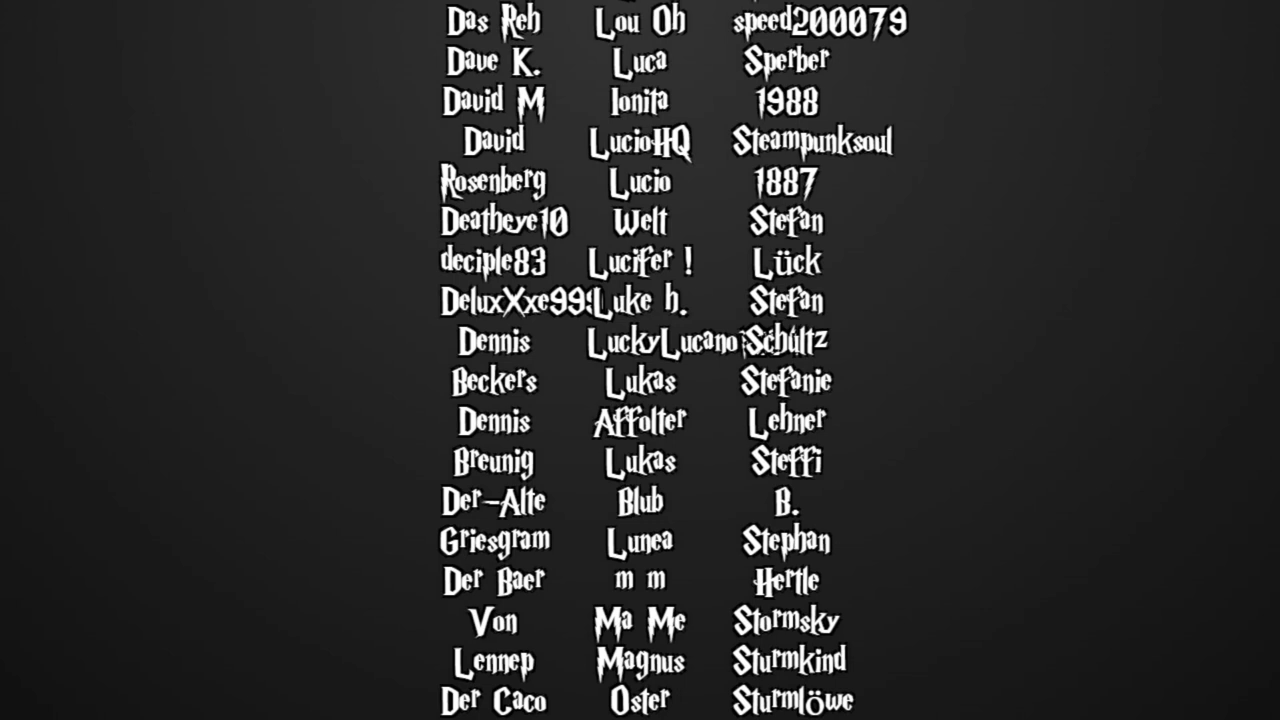 Das Reh
Dave K.
David M
David
Rosenberg
Deatheye10
deciple83
DeluxXxe999
Dennis
Beckers
Dennis
Breunig
Der-Alte
Griesgram
Der Baer
Von
Lennep
Der Caco
Lou Oh
Luca
Ionita
LucioHQ
Lucio
Welt
Lucifer !
Luke h.
LuckyLucano
Lukas
Affolter
Lukas
Blub
Lunea
m m
Ma Me
Magnus
Oster
speed200079
Sperber
1988
Steampunksoul
1887
Stefan
Lück
Stefan
Schultz
Stefanie
Lehner
Steffi
B.
Stephan
Hertle
Stormsky
Sturmkind
Sturmlöwe